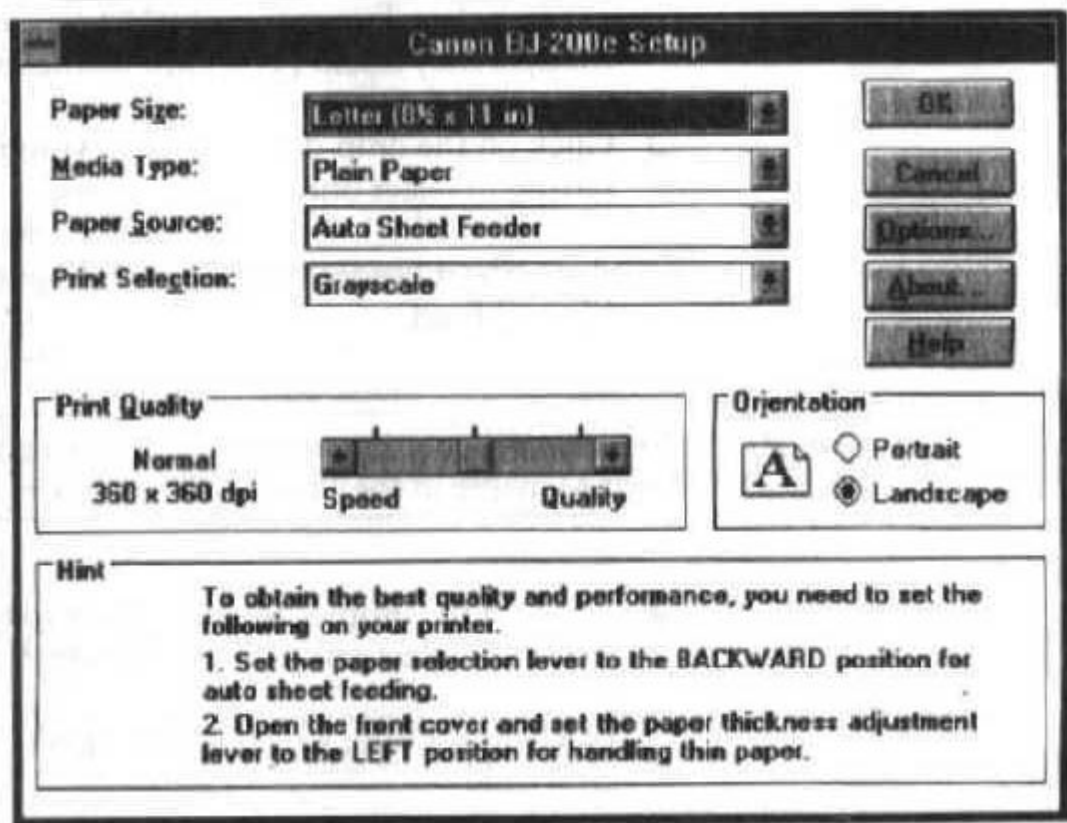 Canon BJ-200e Setup
Paper Size: Letter (8½ x 11 in) OK
Media Type: Plain Paper Cancel
Paper Source: Auto Sheet Feeder Options...
Print Selection: Grayscale About...
Help
Print Quality
Normal
360 x 360 dpi
Speed Quality
Orientation
A
Portrait
Landscape
Hint
To obtain the best quality and performance, you need to set the
following on your printer.
1. Set the paper selection lever to the BACKWARD position for
auto sheet feeding.
2. Open the front cover and set the paper thickness adjustment
lever to the LEFT position for handling thin paper.